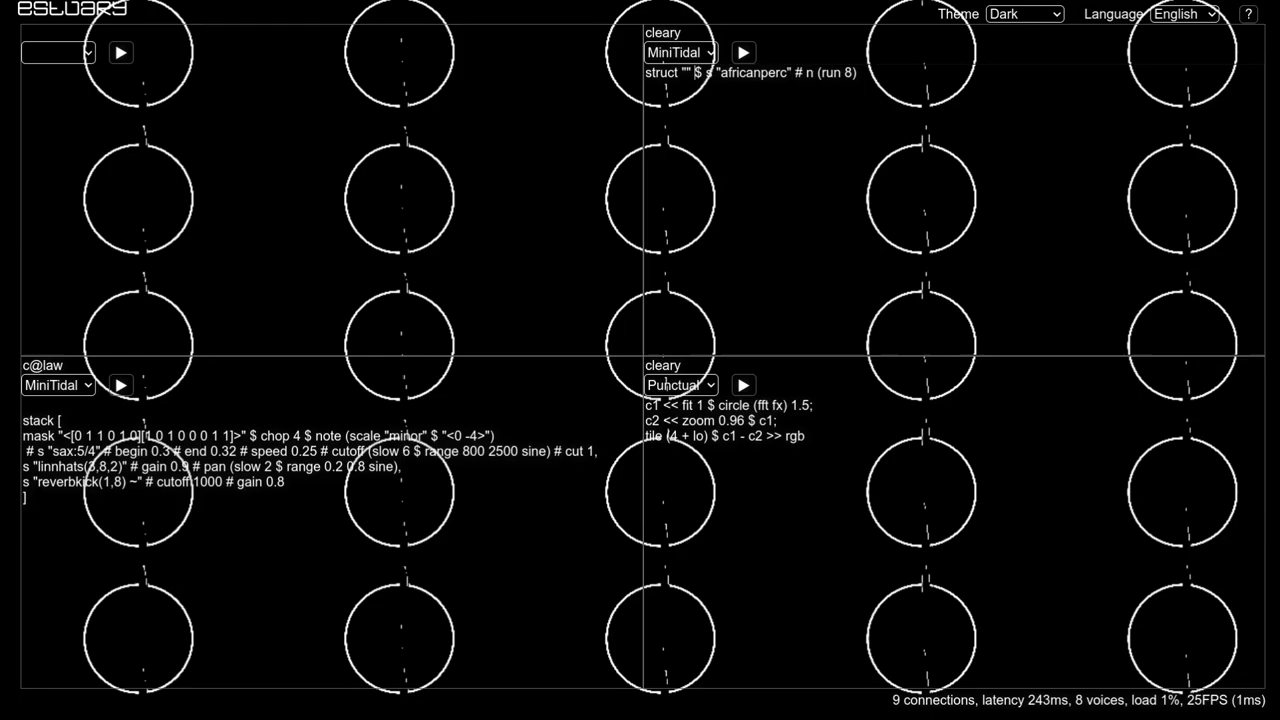 estuary
Theme Dark Language English ?
cleary
MiniTidal
struct "" $ s "africanperc" # n (run 8)
c@law
MiniTidal
stack [
mask "<[0 1 1 0 1 0][1 0 1 0 0 0 1 1]>" $ chop 4 $ note (scale "minor" $ "<0 -4>")
# s "sax:5/4" # begin 0.3 # end 0.32 # speed 0.25 # cutoff (slow 6 $ range 800 2500 sine) # cut 1,
s "linnhats(3,8,2)" # gain 0.9 # pan (slow 2 $ range 0.2 0.8 sine),
s "reverbkick(1,8) ~" # cutoff 1000 # gain 0.8
]
cleary
Punctual
c1 << fit 1 $ circle (fft fx) 1.5;
c2 << zoom 0.96 $ c1;
tile (4 + lo) $ c1 - c2 >> rgb
9 connections, latency 243ms, 8 voices, load 1%, 25FPS (1ms)